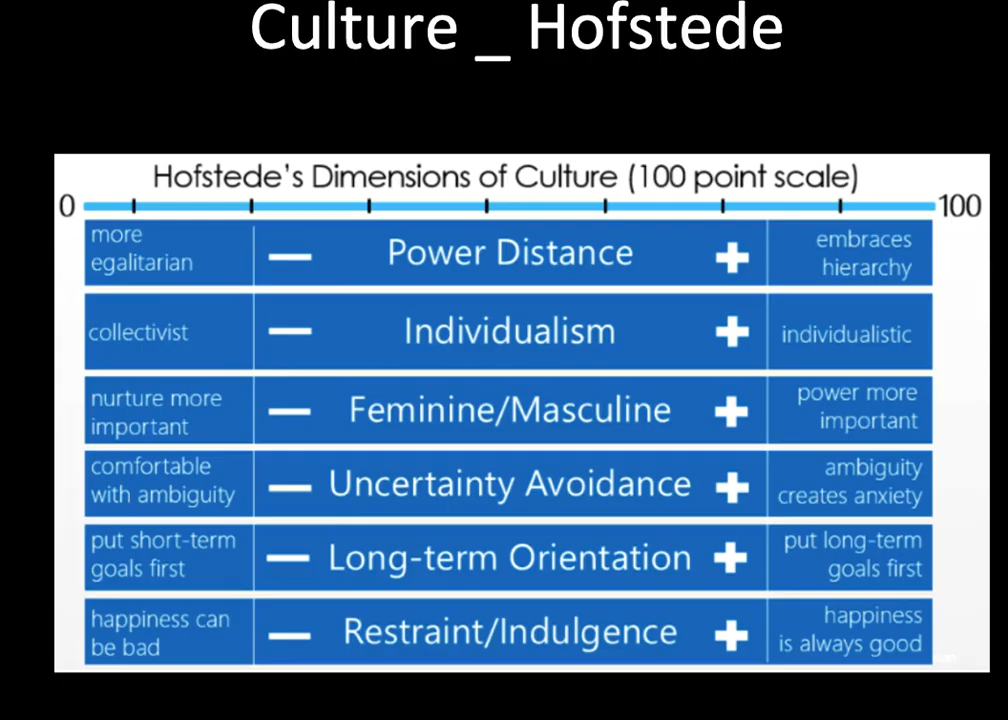 Culture _ Hofstede
Hofstede's Dimensions of Culture (100 point scale)
0
100
more
egalitarian
— Power Distance +
embraces
hierarchy
collectivist
— Individualism +
individualistic
nurture more
important
— Feminine/Masculine +
power more
important
comfortable
with ambiguity
— Uncertainty Avoidance +
ambiguity
creates anxiety
put short-term
goals first
— Long-term Orientation +
put long-term
goals first
happiness can
be bad
— Restraint/Indulgence +
happiness
is always good